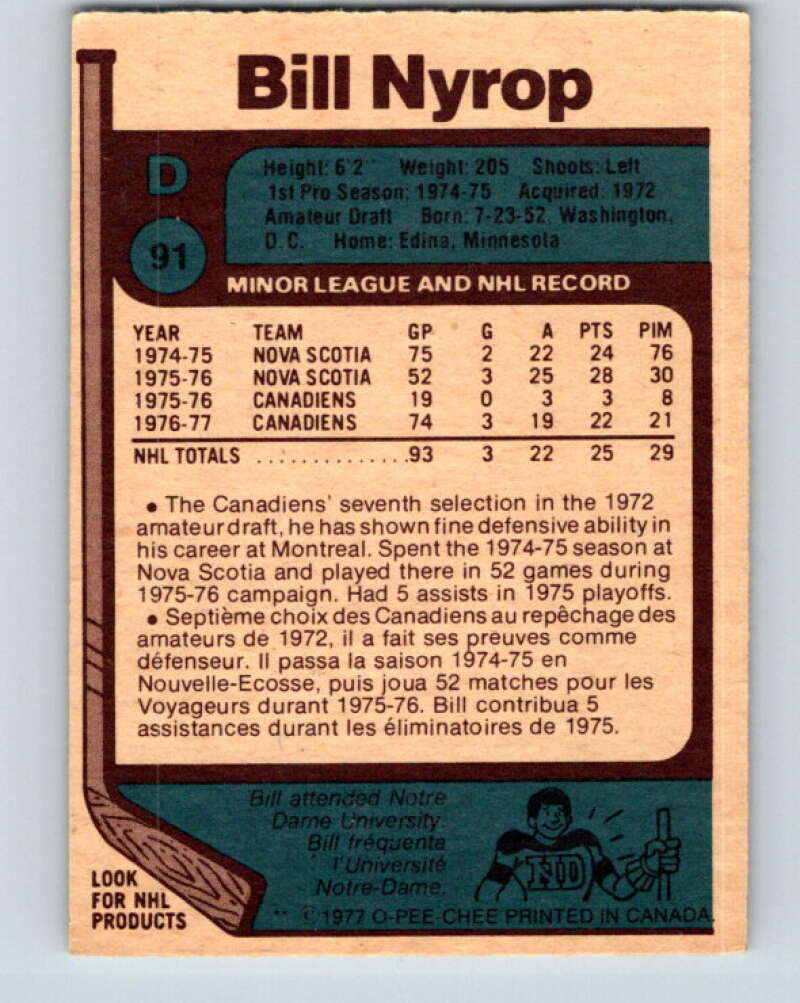 Bill Nyrop
D
91
Height: 6'2" Weight: 205 Shoots: Left
1st Pro Season: 1974-75 Acquired: 1972
Amateur Draft Born: 7-23-52, Washington,
D.C. Home: Edina, Minnesota
MINOR LEAGUE AND NHL RECORD
YEAR TEAM GP G A PTS PIM
1974-75 NOVA SCOTIA 75 2 22 24 76
1975-76 NOVA SCOTIA 52 3 25 28 30
1975-76 CANADIENS 19 0 3 3 8
1976-77 CANADIENS 74 3 19 22 21
NHL TOTALS ..............93 3 22 25 29
• The Canadiens' seventh selection in the 1972
amateur draft, he has shown fine defensive ability in
his career at Montreal. Spent the 1974-75 season at
Nova Scotia and played there in 52 games during
1975-76 campaign. Had 5 assists in 1975 playoffs.
• Septième choix des Canadiens au repêchage des
amateurs de 1972, il a fait ses preuves comme
défenseur. Il passa la saison 1974-75 en
Nouvelle-Ecosse, puis joua 52 matches pour les
Voyageurs durant 1975-76. Bill contribua 5
assistances durant les éliminatoires de 1975.
Bill attended Notre
Dame University.
Bill fréquenta
l'Université
Notre-Dame.
ND
LOOK
FOR NHL
PRODUCTS
** ©1977 O-PEE-CHEE PRINTED IN CANADA.